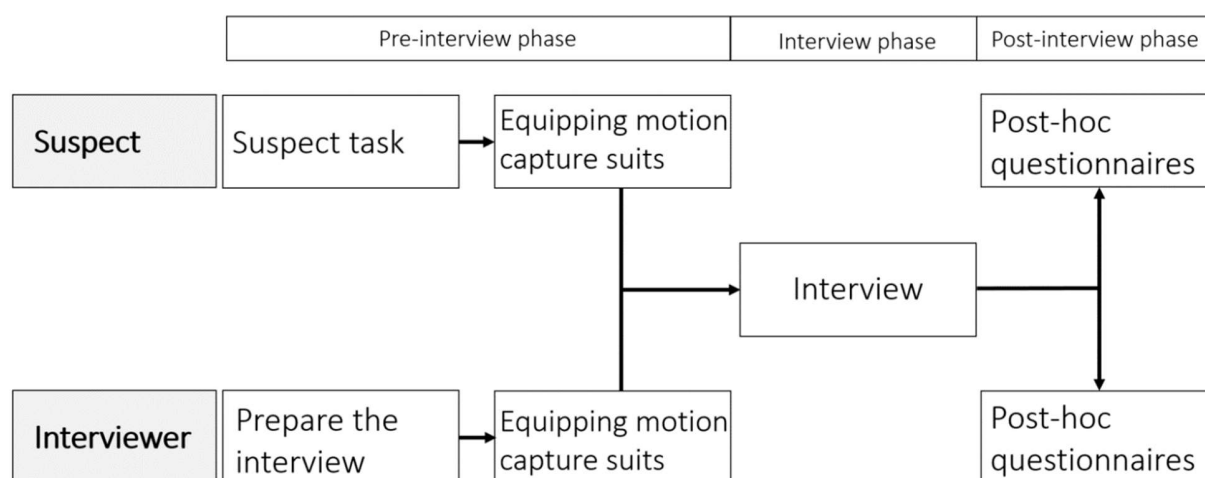 Pre-interview phase
Interview phase
Post-interview phase
Suspect
Suspect task
Equipping motion
capture suits
Post-hoc
questionnaires
Interview
Interviewer
Prepare the
interview
Equipping motion
capture suits
Post-hoc
questionnaires